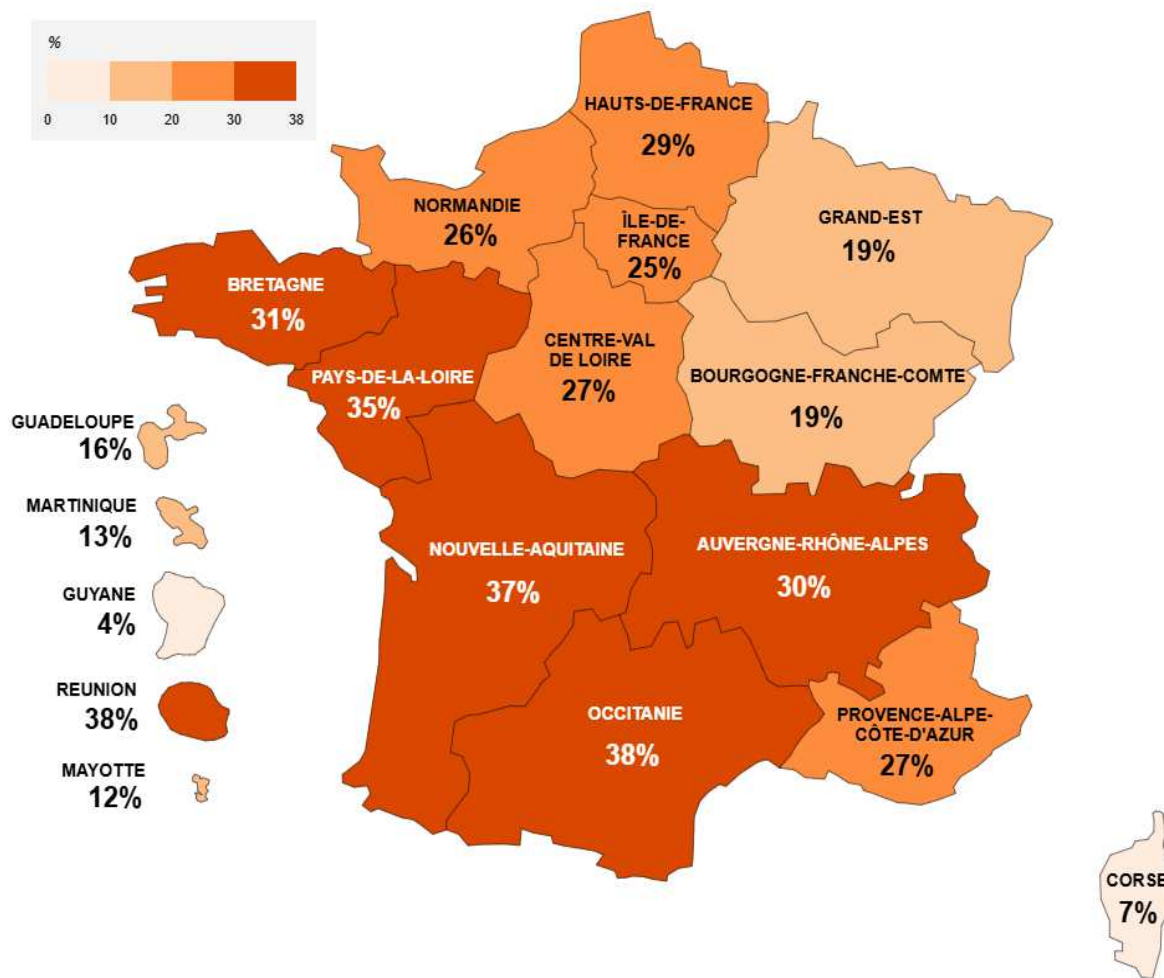 %
0 10 20 30 38
HAUTS-DE-FRANCE
29%
NORMANDIE
26%
ÎLE-DE-
FRANCE
25%
GRAND-EST
19%
BRETAGNE
31%
PAYS-DE-LA-LOIRE
35%
CENTRE-VAL
DE LOIRE
27%
BOURGOGNE-FRANCHE-COMTE
19%
GUADELOUPE
16%
MARTINIQUE
13%
GUYANE
4%
REUNION
38%
MAYOTTE
12%
NOUVELLE-AQUITAINE
37%
AUVERGNE-RHÔNE-ALPES
30%
OCCITANIE
38%
PROVENCE-ALPE-
CÔTE-D'AZUR
27%
CORSE
7%